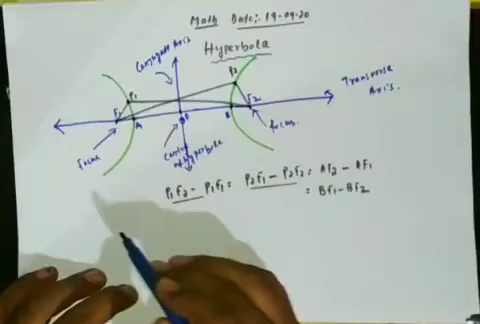 Math Date:- 19-09-20
Hyperbola
Conjugate Axis
P1
P2
F1
A
B
F2
Transverse
Axis.
Focus
Focus.
of hyperbola
P1F2 - P1F1 = P2F1 - P2F2 = AF2 - AF1
= BF1 - BF2